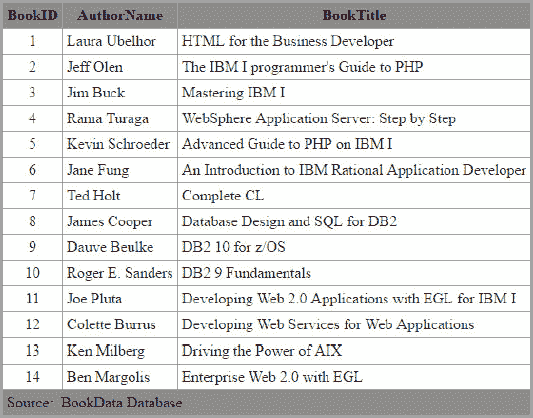 BookID AuthorName BookTitle
1 Laura Ubelhor HTML for the Business Developer
2 Jeff Olen The IBM I programmer's Guide to PHP
3 Jim Buck Mastering IBM I
4 Rama Turaga WebSphere Application Server: Step by Step
5 Kevin Schroeder Advanced Guide to PHP on IBM I
6 Jane Fung An Introduction to IBM Rational Application Developer
7 Ted Holt Complete CL
8 James Cooper Database Design and SQL for DB2
9 Dauve Beulke DB2 10 for z/OS
10 Roger E. Sanders DB2 9 Fundamentals
11 Joe Pluta Developing Web 2.0 Applications with EGL for IBM I
12 Colette Burrus Developing Web Services for Web Applications
13 Ken Milberg Driving the Power of AIX
14 Ben Margolis Enterprise Web 2.0 with EGL
Source: BookData Database